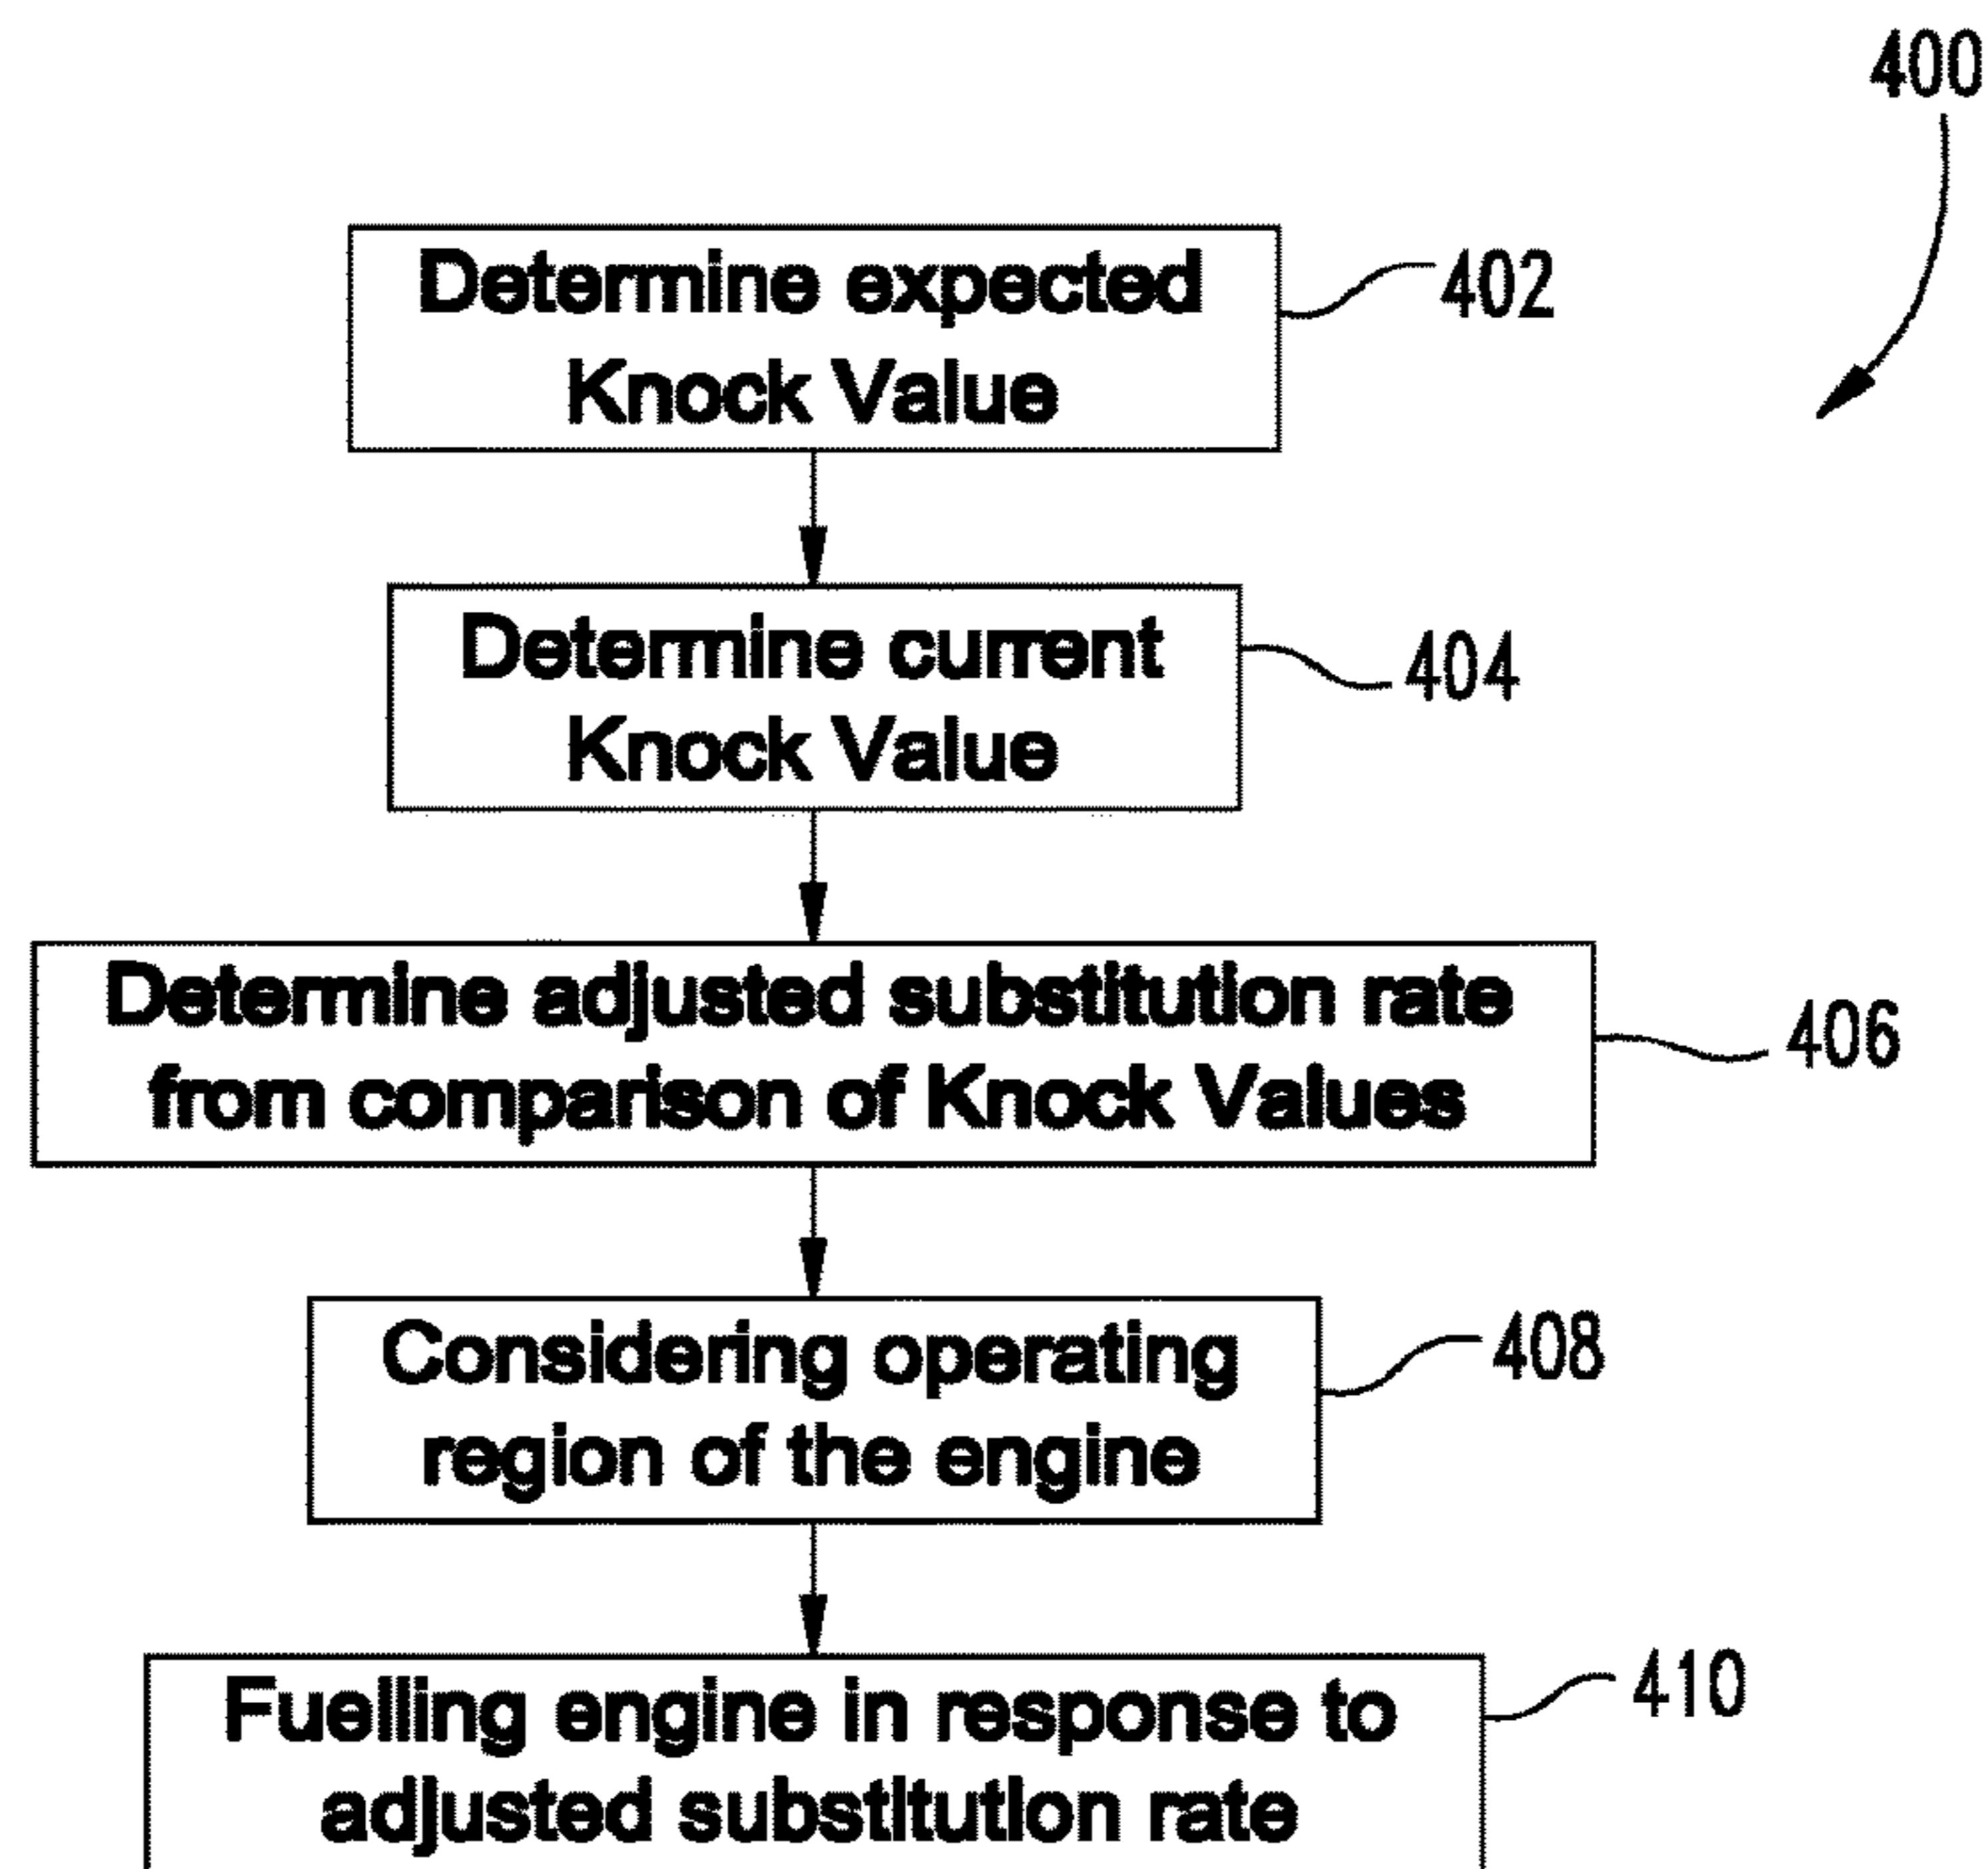 400
Determine expected
Knock Value
402
Determine current
Knock Value
404
Determine adjusted substitution rate
from comparison of Knock Values
406
Considering operating
region of the engine
408
Fuelling engine in response to
adjusted substitution rate
410